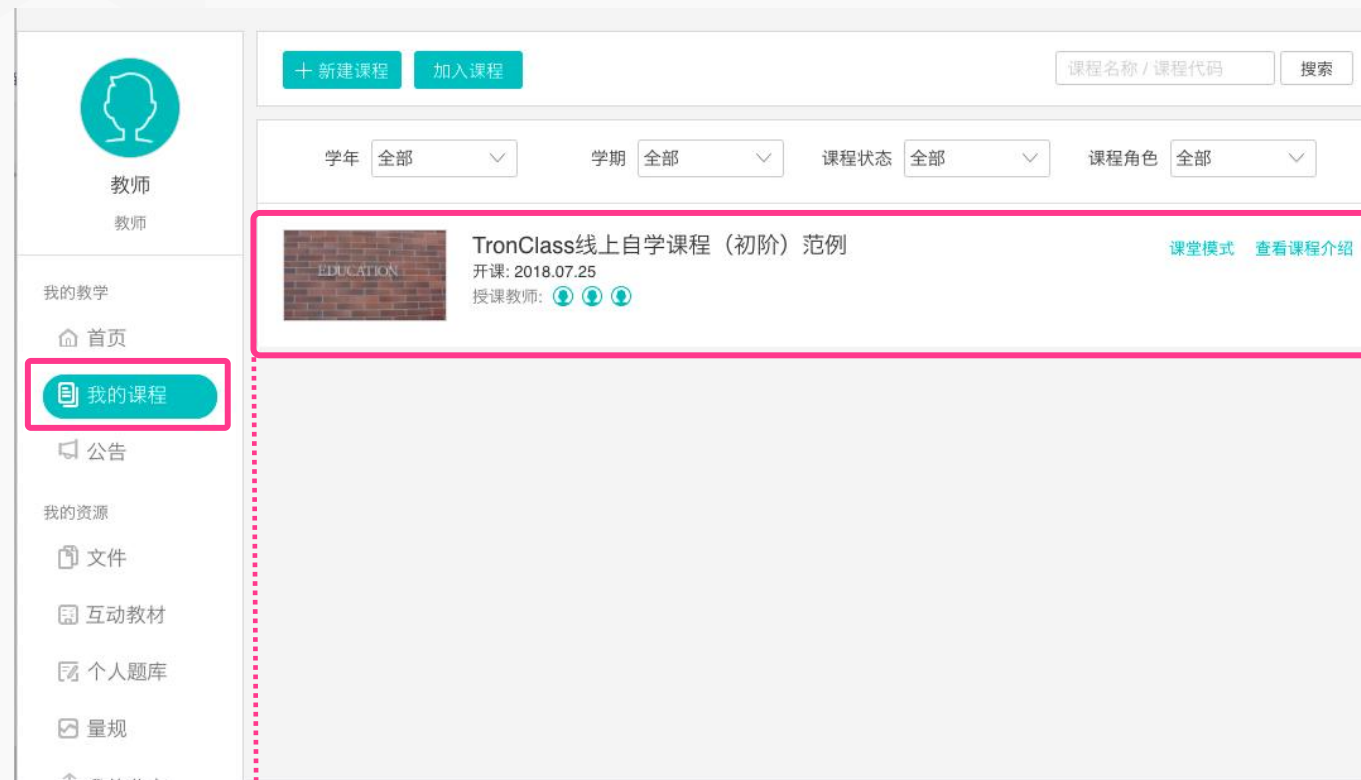 新建课程
加入课程
课程名称 / 课程代码
搜索
教师
教师
学年 全部
学期 全部
课程状态 全部
课程角色 全部
EDUCATION
TronClass线上自学课程（初阶）范例
开课: 2018.07.25
授课教师:
课堂模式 查看课程介绍
我的教学
首页
我的课程
公告
我的资源
文件
互动教材
个人题库
量规